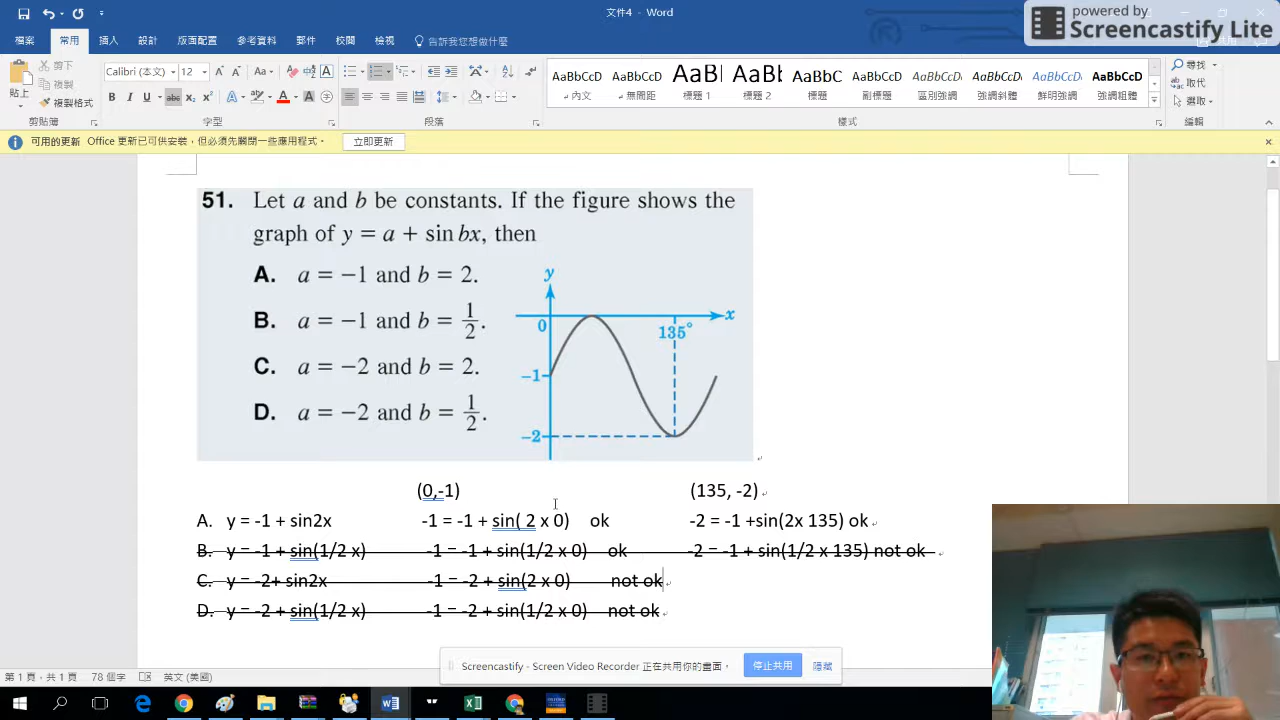 文件4 - Word
powered by
Screencastify Lite
檔案 常用 插入 設計 版面配置 參考資料 郵件 校閱 檢視 告訴我您想做什麼
貼上 剪下 複製 複製格式
Calibri (本文) 12
AaBbCcD AaBbCcD AaBl AaBb AaBbC AaBbCcD AaBbCcD AaBbCcD AaBbCcD AaBbCcD
內文 無間距 標題 1 標題 2 標題 副標題 區別強調 強調斜體 鮮明強調 強調粗體
尋找 取代 選取
剪貼簿 字型 段落 樣式 編輯
可用的更新 Office 更新已可供安裝,但必須先關閉一些應用程式。 立即更新
51. Let a and b be constants. If the figure shows the
graph of y = a + sin bx, then
A. a = −1 and b = 2.
B. a = −1 and b = 1/2.
C. a = −2 and b = 2.
D. a = −2 and b = 1/2.
y
x
0
135°
−1
−2
(0,-1) (135, -2)
A. y = -1 + sin2x -1 = -1 + sin( 2 x 0) ok -2 = -1 +sin(2x 135) ok
B. y = -1 + sin(1/2 x) -1 = -1 + sin(1/2 x 0) ok -2 = -1 + sin(1/2 x 135) not ok
C. y = -2+ sin2x -1 = -2 + sin(2 x 0) not ok
D. y = -2 + sin(1/2 x) -1 = -2 + sin(1/2 x 0) not ok
Screencastify - Screen Video Recorder 正在共用你的畫面。 停止共用 隱藏
78 個字 英文 (美國)